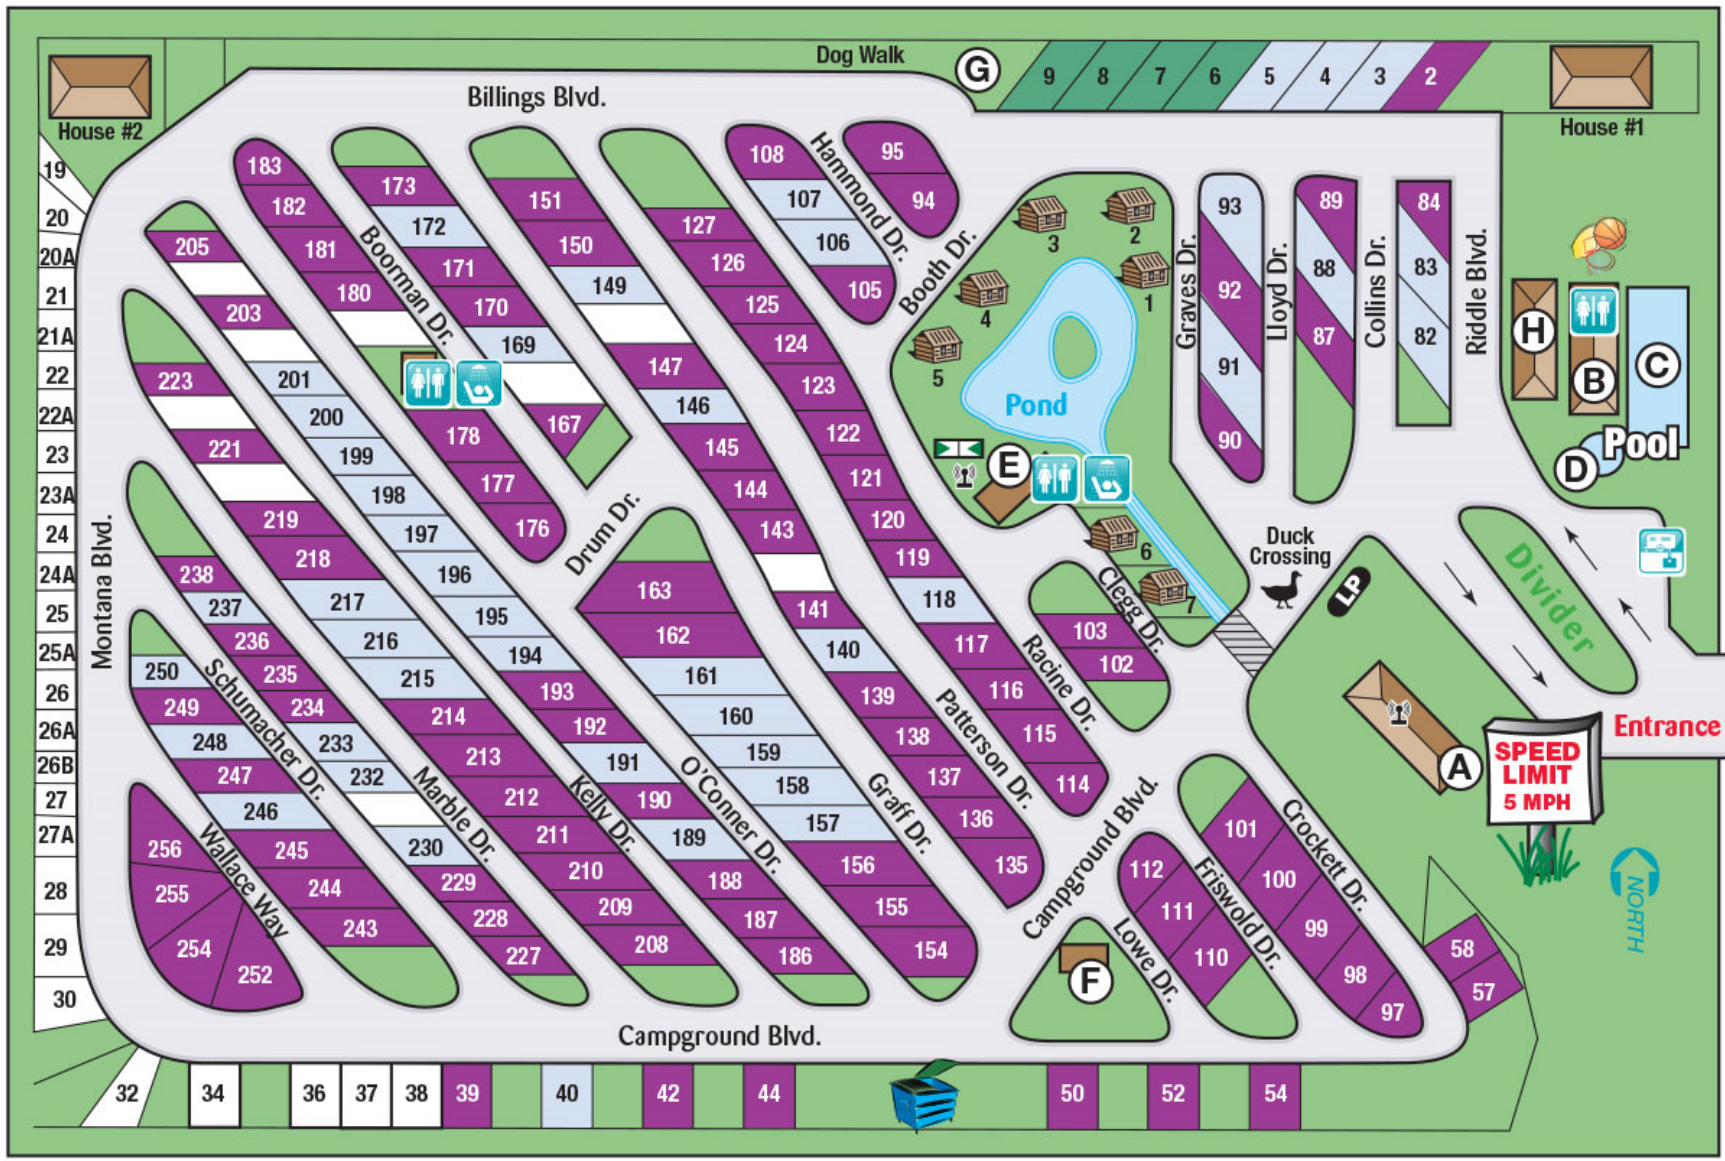 Dog Walk
G
9 8 7 6 5 4 3 2
House #2
House #1
Billings Blvd.
19
20
20A
21
21A
22
22A
23
23A
24
24A
25
25A
26
26A
26B
27
27A
28
29
30
Montana Blvd.
205
203
201
200
199
198
197
196
195
194
193
192
191
190
189
188
187
186
183
182
181
180
178
177
176
Boorman Dr.
173
172
171
170
169
167
151
150
149
147
146
145
144
143
141
140
139
138
137
136
135
127
126
125
124
123
122
121
120
119
118
117
116
115
114
108
107
106
105
Hammond Dr.
95
94
Booth Dr.
3
2
1
4
5
Pond
E
6
7
Graves Dr.
93
92
91
90
Lloyd Dr.
89
88
87
Collins Dr.
84
83
82
Riddle Blvd.
H
B
C
D
Pool
Duck
Crossing
LP
Divider
Entrance
A
SPEED
LIMIT
5 MPH
NORTH
Clegg Dr.
103
102
Racine Dr.
Patterson Dr.
Drum Dr.
163
162
161
160
159
158
157
156
155
154
Graff Dr.
O'Conner Dr.
Kelly Dr.
223
221
219
218
217
216
215
214
213
212
211
210
209
208
Marble Dr.
238
237
236
235
234
233
232
230
229
228
227
Schumacher Dr.
250
249
248
247
246
245
244
243
Wallace Way
256
255
254
252
Campground Blvd.
Crockett Dr.
101
100
99
98
97
Friswold Dr.
112
111
110
Lowe Dr.
F
58
57
Campground Blvd.
32 34 36 37 38 39 40 42 44 50 52 54